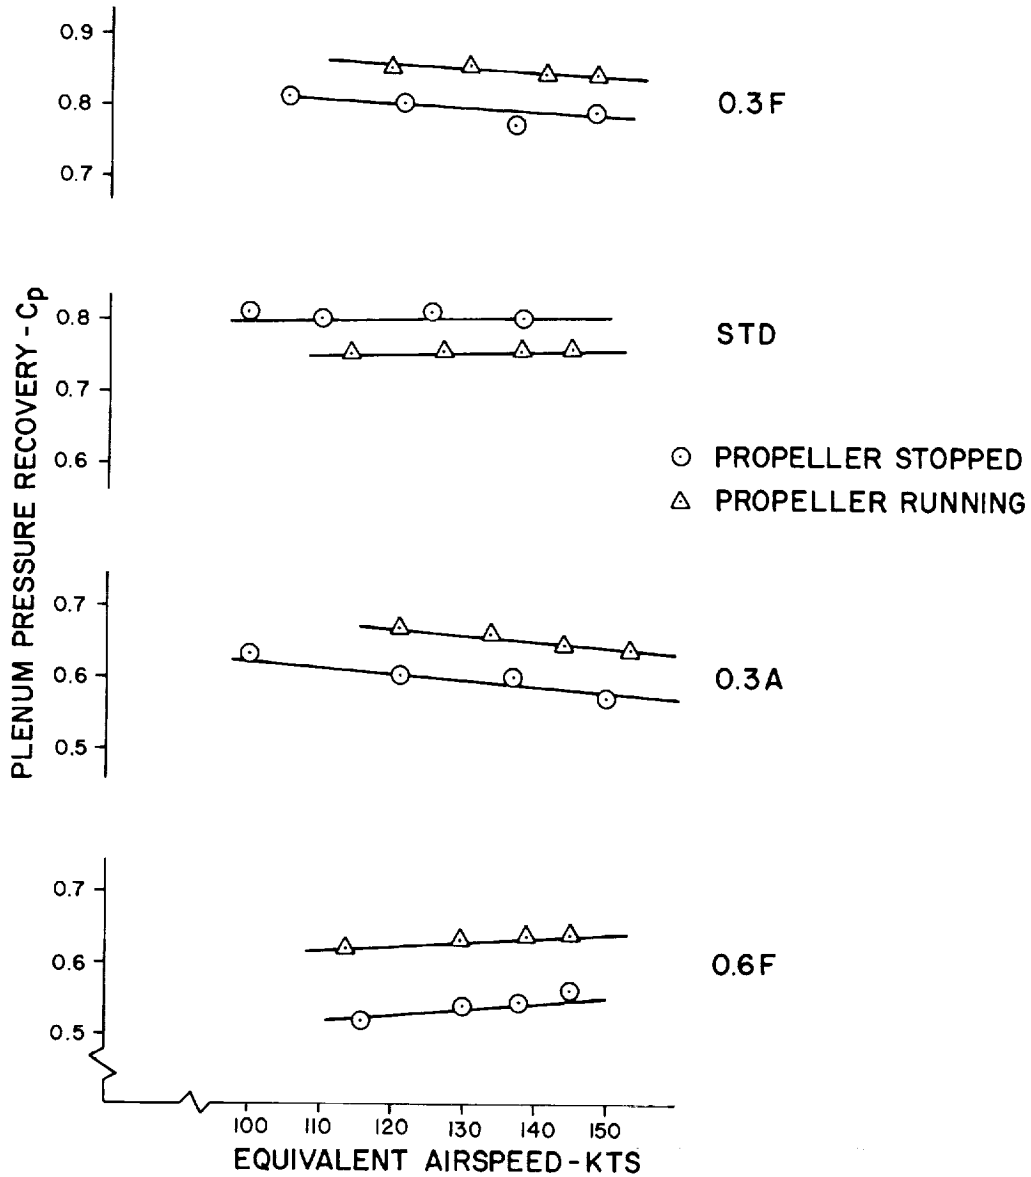 0.9
0.8
0.7
0.3F
0.8
0.7
0.6
STD
PROPELLER STOPPED
PROPELLER RUNNING
PLENUM PRESSURE RECOVERY - Cp
0.7
0.6
0.5
0.3A
0.7
0.6
0.5
0.6F
100 110 120 130 140 150
EQUIVALENT AIRSPEED - KTS